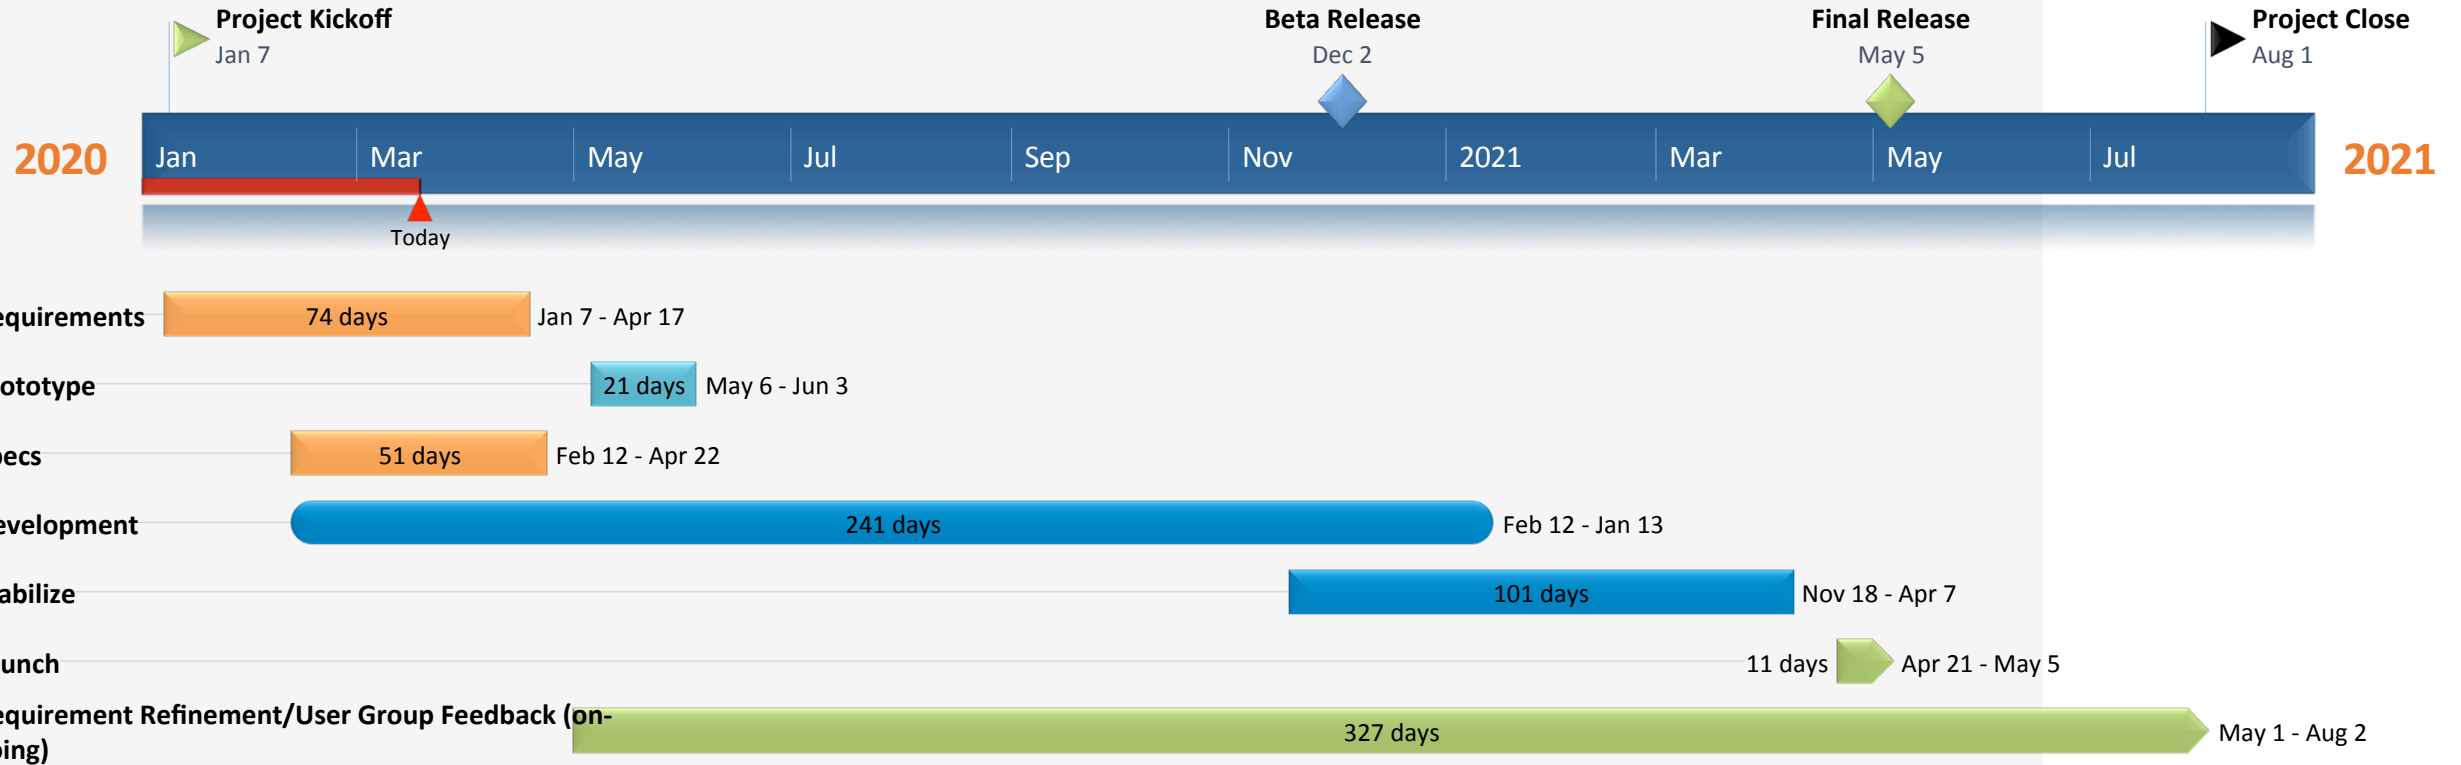 Project Kickoff
Jan 7
Beta Release
Dec 2
Final Release
May 5
Project Close
Aug 1
2020
Jan
Mar
May
Jul
Sep
Nov
2021
Mar
May
Jul
2021
Today
equirements
74 days
Jan 7 - Apr 17
ototype
21 days
May 6 - Jun 3
pecs
51 days
Feb 12 - Apr 22
evelopment
241 days
Feb 12 - Jan 13
abilize
101 days
Nov 18 - Apr 7
unch
11 days
Apr 21 - May 5
equirement Refinement/User Group Feedback (on-
oing)
327 days
May 1 - Aug 2